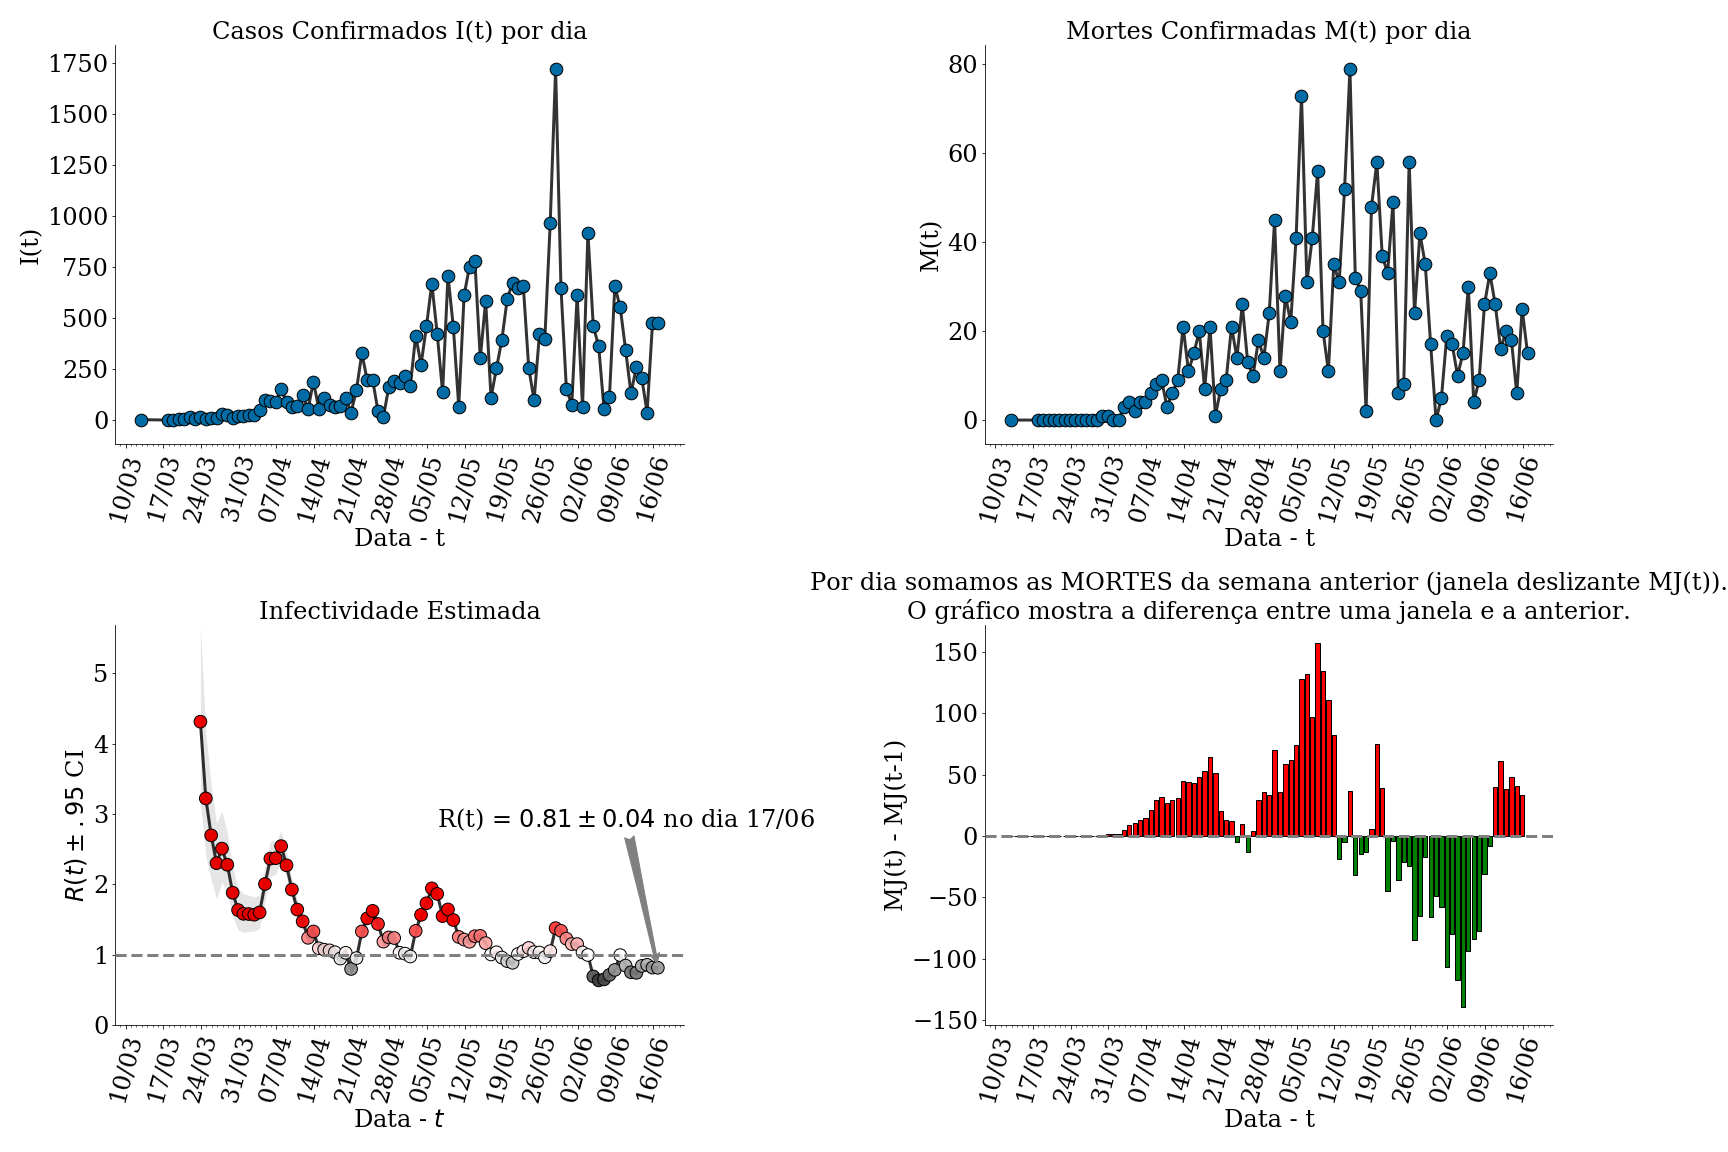 Casos Confirmados I(t) por dia
1750
1500
1250
1000
750
500
250
0
I(t)
10/03 17/03 24/03 31/03 07/04 14/04 21/04 28/04 05/05 12/05 19/05 26/05 02/06 09/06 16/06
Data - t
Mortes Confirmadas M(t) por dia
80
60
40
20
0
M(t)
10/03 17/03 24/03 31/03 07/04 14/04 21/04 28/04 05/05 12/05 19/05 26/05 02/06 09/06 16/06
Data - t
Infectividade Estimada
5
4
3
2
1
0
R(t) ± .95 CI
R(t) = 0.81 ± 0.04 no dia 17/06
10/03 17/03 24/03 31/03 07/04 14/04 21/04 28/04 05/05 12/05 19/05 26/05 02/06 09/06 16/06
Data - t
Por dia somamos as MORTES da semana anterior (janela deslizante MJ(t)).
O gráfico mostra a diferença entre uma janela e a anterior.
150
100
50
0
−50
−100
−150
MJ(t) - MJ(t-1)
10/03 17/03 24/03 31/03 07/04 14/04 21/04 28/04 05/05 12/05 19/05 26/05 02/06 09/06 16/06
Data - t